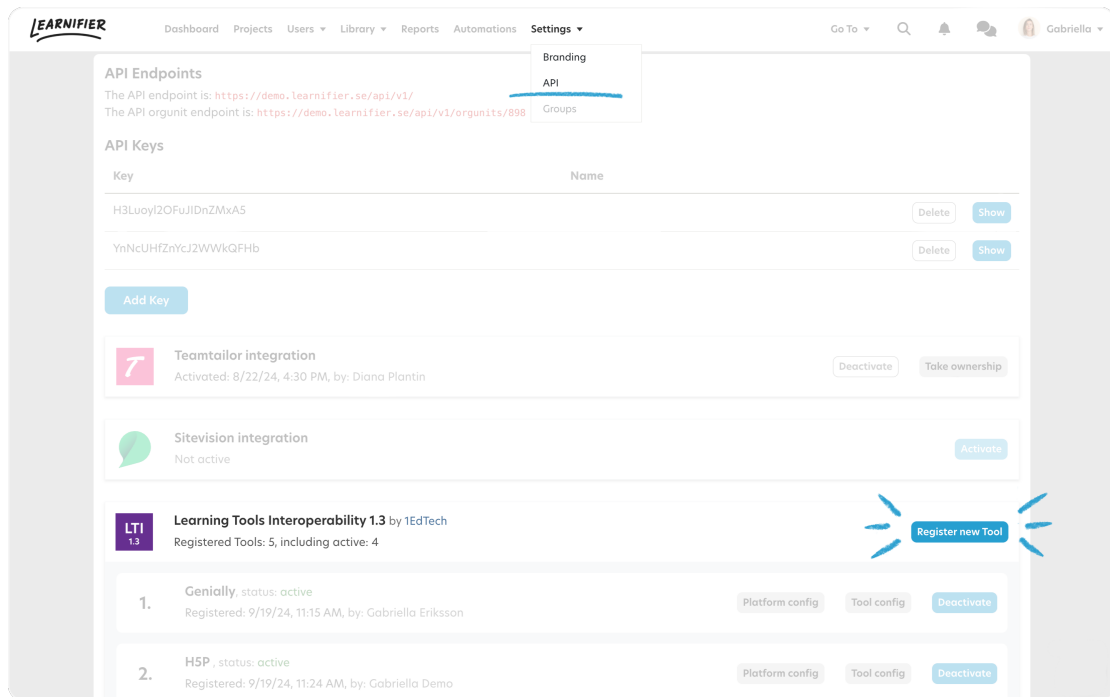 LEARNIFIER
Dashboard Projects Users Library Reports Automations Settings Go To Gabriella
Branding
API
Groups
API Endpoints
The API endpoint is: https://demo.learnifier.se/api/v1/
The API orgunit endpoint is: https://demo.learnifier.se/api/v1/orgunits/898
API Keys
Key Name
H3Luoyl2OFuJIDnZMxA5 Delete Show
YnNcUHfZnYcJ2WWkQFHb Delete Show
Add Key
Teamtailor integration
Activated: 8/22/24, 4:30 PM, by: Diana Plantin
Deactivate Take ownership
Sitevision integration
Not active
Activate
LTI
1.3
Learning Tools Interoperability 1.3 by 1EdTech
Registered Tools: 5, including active: 4
Register new Tool
1.
Genially, status: active
Registered: 9/19/24, 11:15 AM, by: Gabriella Eriksson
Platform config Tool config Deactivate
2.
H5P , status: active
Registered: 9/19/24, 11:24 AM, by: Gabriella Demo
Platform config Tool config Deactivate